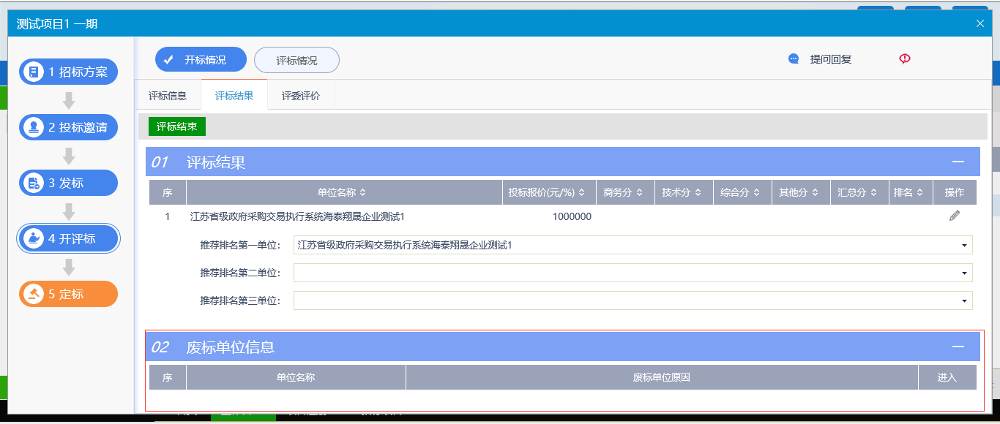 测试项目1 一期
开标情况
评标情况
提问回复
1 招标方案
2 投标邀请
3 发标
4 开评标
5 定标
评标信息
评标结果
评委评价
评标结束
01 评标结果
序 单位名称 投标报价(元/%) 商务分 技术分 综合分 其他分 汇总分 排名 操作
1 江苏省级政府采购交易执行系统海泰翔晟企业测试1 1000000
推荐排名第一单位： 江苏省级政府采购交易执行系统海泰翔晟企业测试1
推荐排名第二单位：
推荐排名第三单位：
02 废标单位信息
序 单位名称 废标单位原因 进入